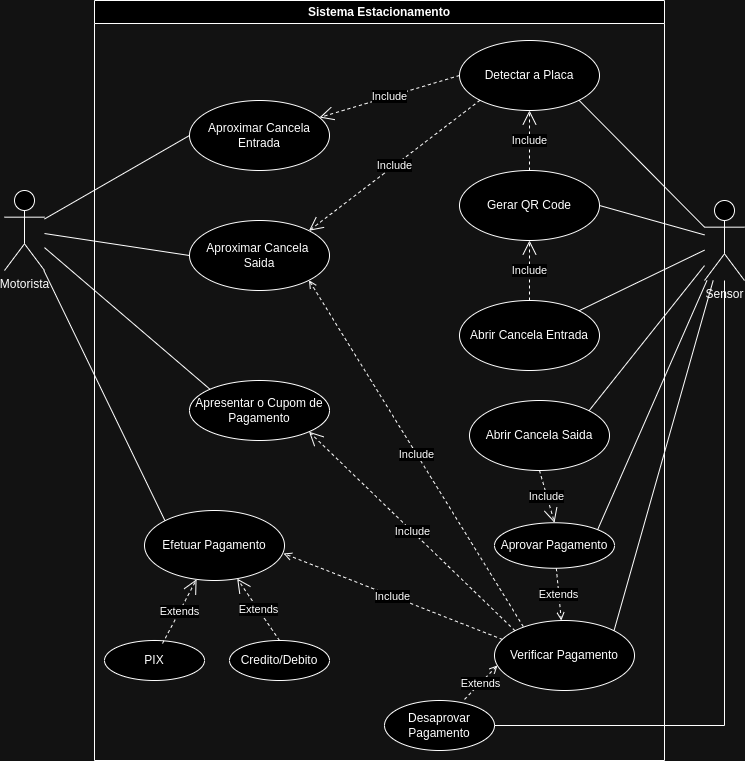 Sistema Estacionamento
Detectar a Placa
Include
Aproximar Cancela
Entrada
Include
Include
Gerar QR Code
Aproximar Cancela
Saida
Include
Motorista
Sensor
Abrir Cancela Entrada
Apresentar o Cupom de
Pagamento
Abrir Cancela Saida
Include
Include
Include
Efetuar Pagamento
Aprovar Pagamento
Include
Extends
Extends
Extends
PIX
Credito/Debito
Verificar Pagamento
Extends
Desaprovar
Pagamento